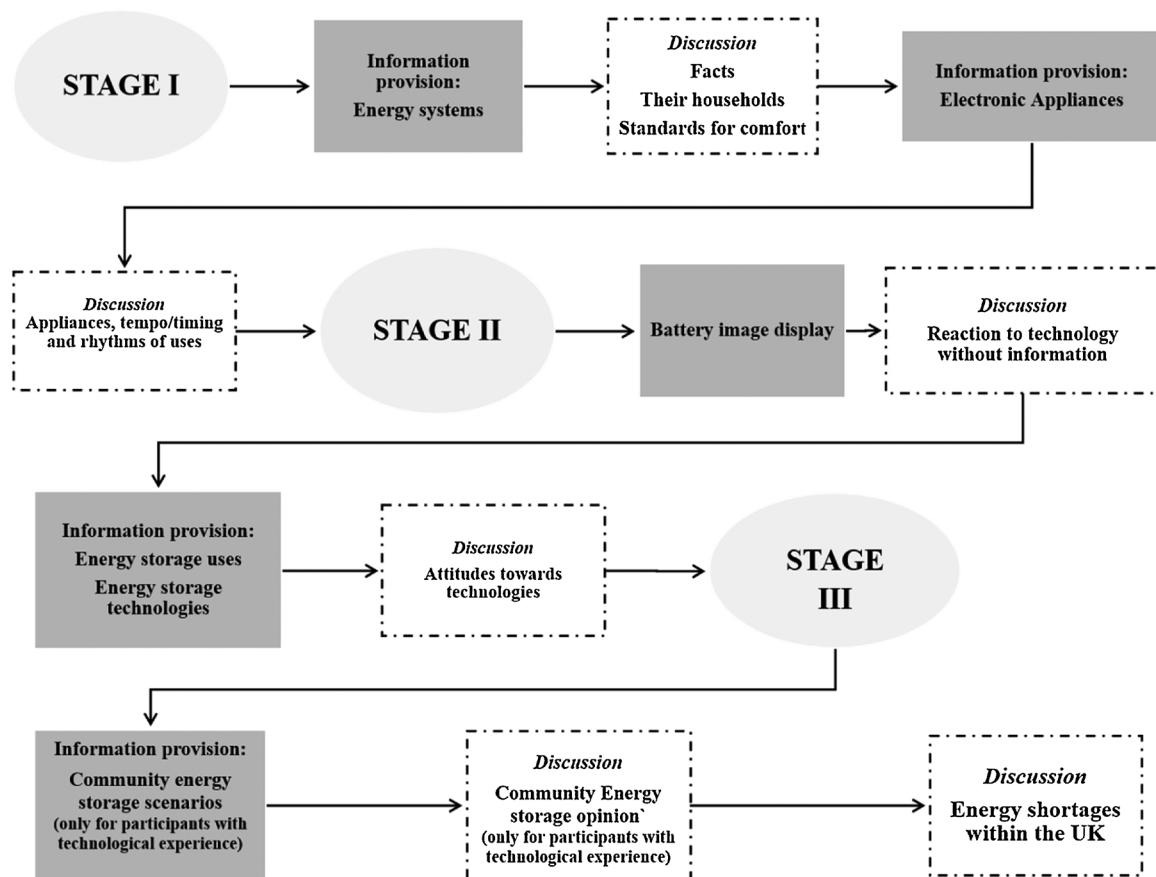 STAGE I
Information
provision:
Energy systems
Discussion
Facts
Their households
Standards for comfort
Information provision:
Electronic Appliances
Discussion
Appliances, tempo/timing
and rhythms of uses
STAGE II
Battery image display
Discussion
Reaction to technology
without information
Information provision:
Energy storage uses
Energy storage
technologies
Discussion
Attitudes towards
technologies
STAGE
III
Information provision:
Community energy
storage scenarios
(only for participants with
technological experience)
Discussion
Community Energy
storage opinion`
(only for participants with
technological experience)
Discussion
Energy shortages
within the UK